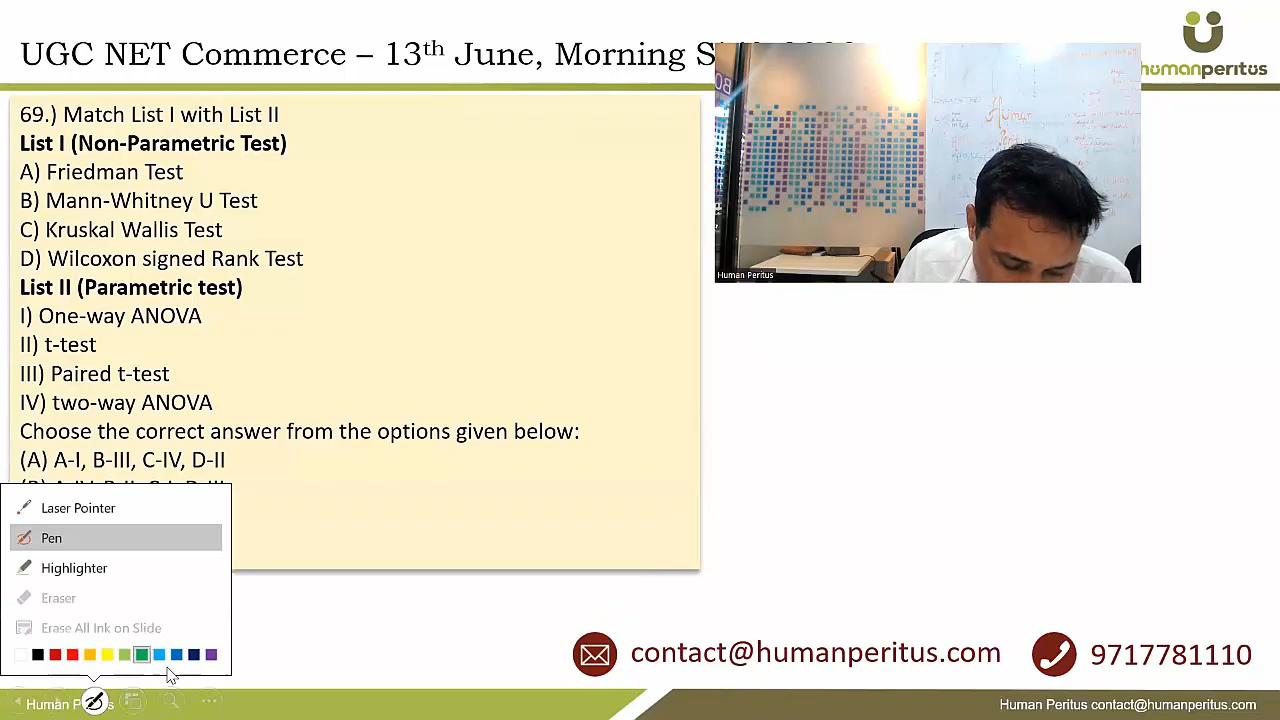 UGC NET Commerce – 13th June, Morning S
humanperitus
69.) Match List I with List II
List I (Non-Parametric Test)
A) Friedman Test
B) Mann-Whitney U Test
C) Kruskal Wallis Test
D) Wilcoxon signed Rank Test
List II (Parametric test)
I) One-way ANOVA
II) t-test
III) Paired t-test
IV) two-way ANOVA
Choose the correct answer from the options given below:
(A) A-I, B-III, C-IV, D-II
Human
Human Peritus
Laser Pointer
Pen
Highlighter
Eraser
Erase All Ink on Slide
contact@humanperitus.com
9717781110
Human P
Human Peritus contact@humanperitus.com